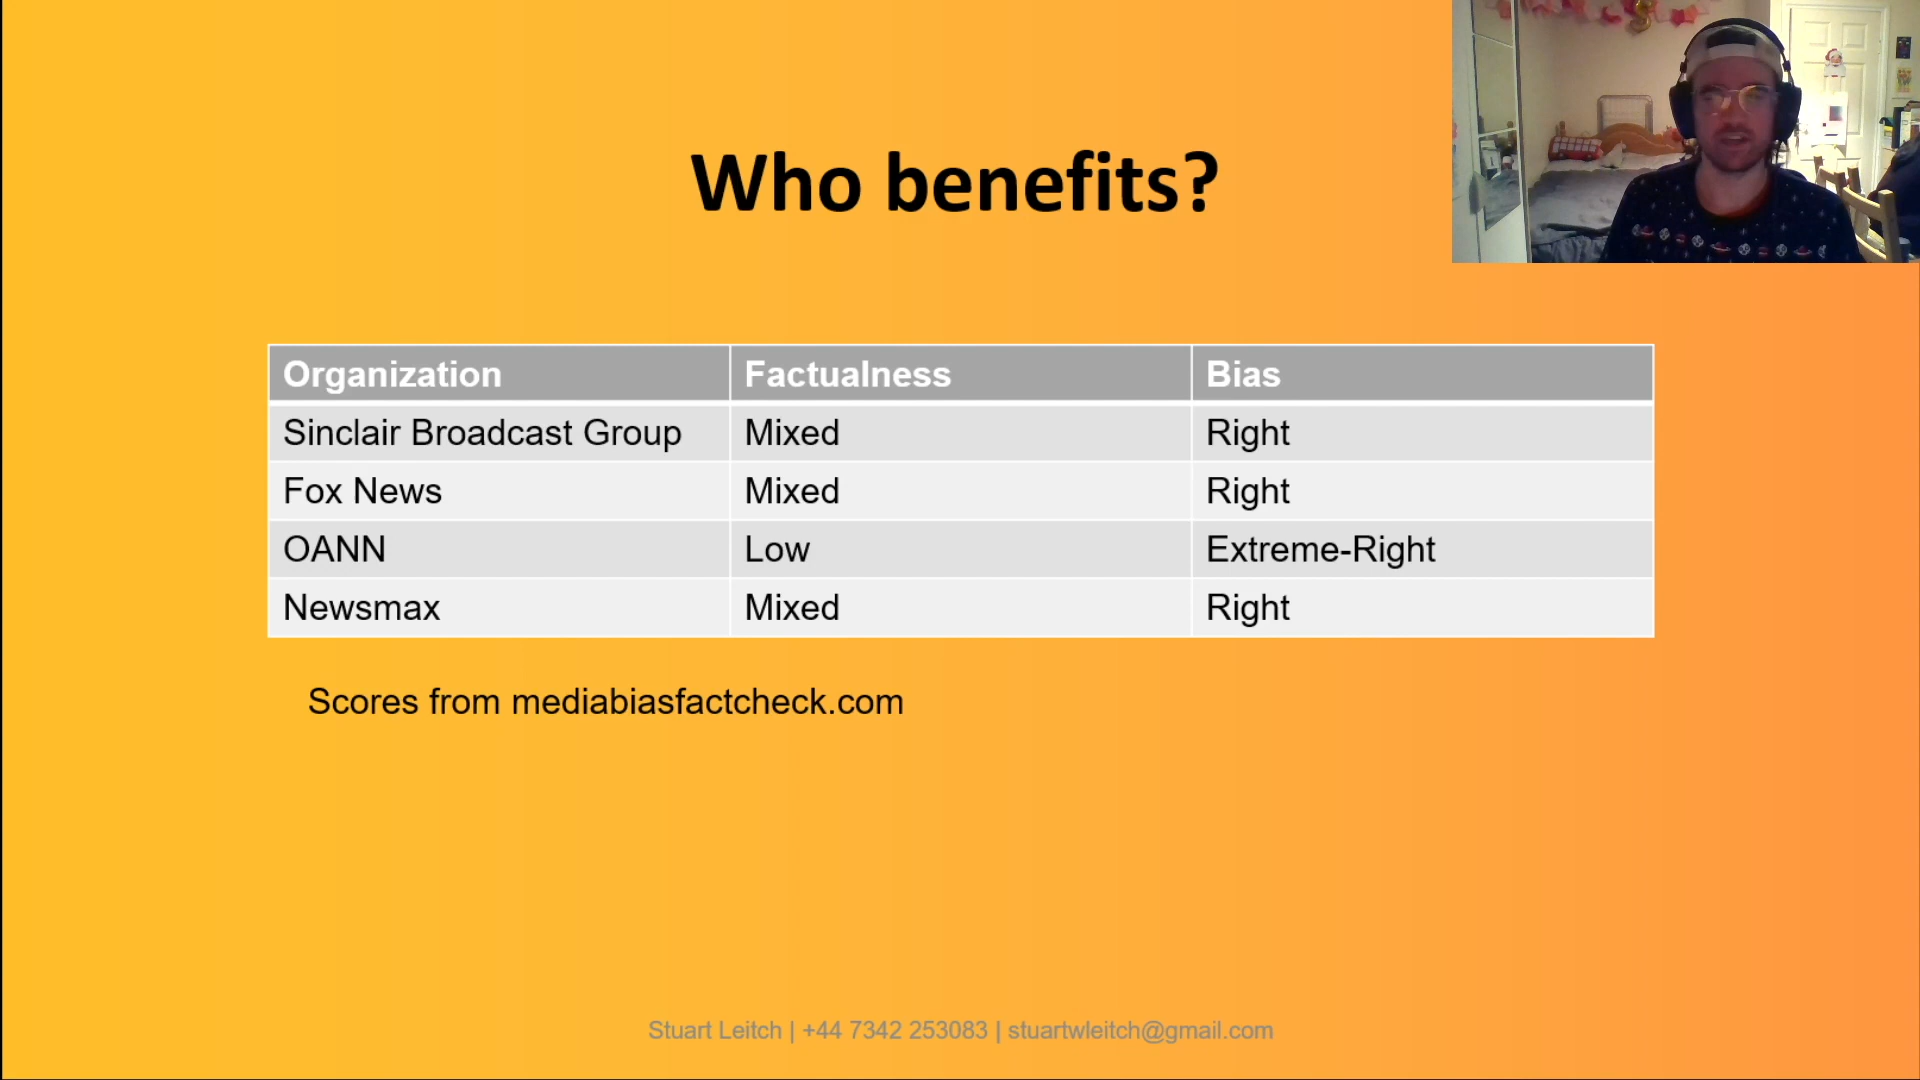 Who benefits?
Organization Factualness Bias
Sinclair Broadcast Group Mixed Right
Fox News Mixed Right
OANN Low Extreme-Right
Newsmax Mixed Right
Scores from mediabiasfactcheck.com
Stuart Leitch | +44 7342 253083 | stuartwleitch@gmail.com